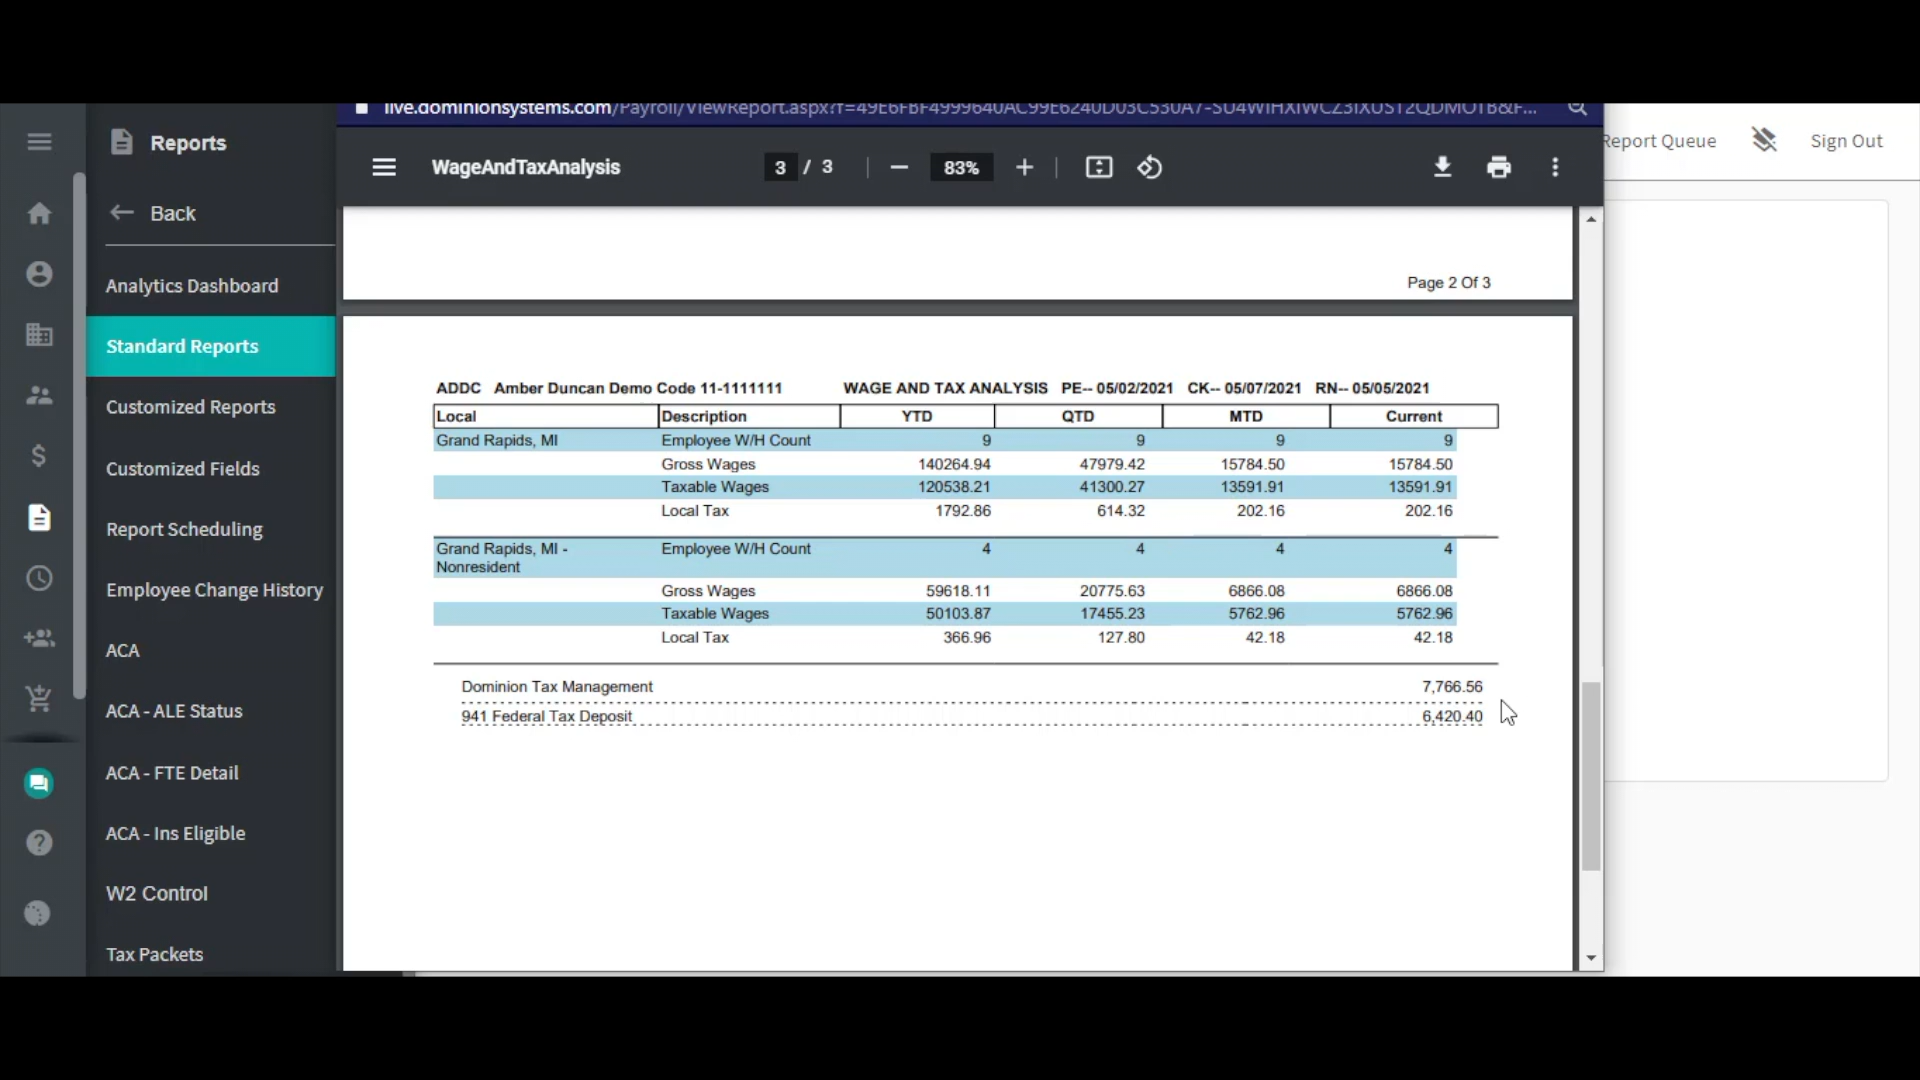 live.dominionsystems.com/Payroll/ViewReport.aspx?
Report Queue
Sign Out
Reports
Back
Analytics Dashboard
Standard Reports
Customized Reports
Customized Fields
Report Scheduling
Employee Change History
ACA
ACA - ALE Status
ACA - FTE Detail
ACA - Ins Eligible
W2 Control
Tax Packets
WageAndTaxAnalysis 3 / 3 83%
Page 2 Of 3
ADDC Amber Duncan Demo Code 11-1111111 WAGE AND TAX ANALYSIS PE-- 05/02/2021 CK-- 05/07/2021 RN-- 05/05/2021
Local Description YTD QTD MTD Current
Grand Rapids, MI Employee W/H Count 9 9 9 9
Gross Wages 140264.94 47979.42 15784.50 15784.50
Taxable Wages 120538.21 41300.27 13591.91 13591.91
Local Tax 1792.86 614.32 202.16 202.16
Grand Rapids, MI - Employee W/H Count 4 4 4 4
Nonresident
Gross Wages 59618.11 20775.63 6866.08 6866.08
Taxable Wages 50103.87 17455.23 5762.96 5762.96
Local Tax 366.96 127.80 42.18 42.18
Dominion Tax Management 7,766.56
941 Federal Tax Deposit 6,420.40